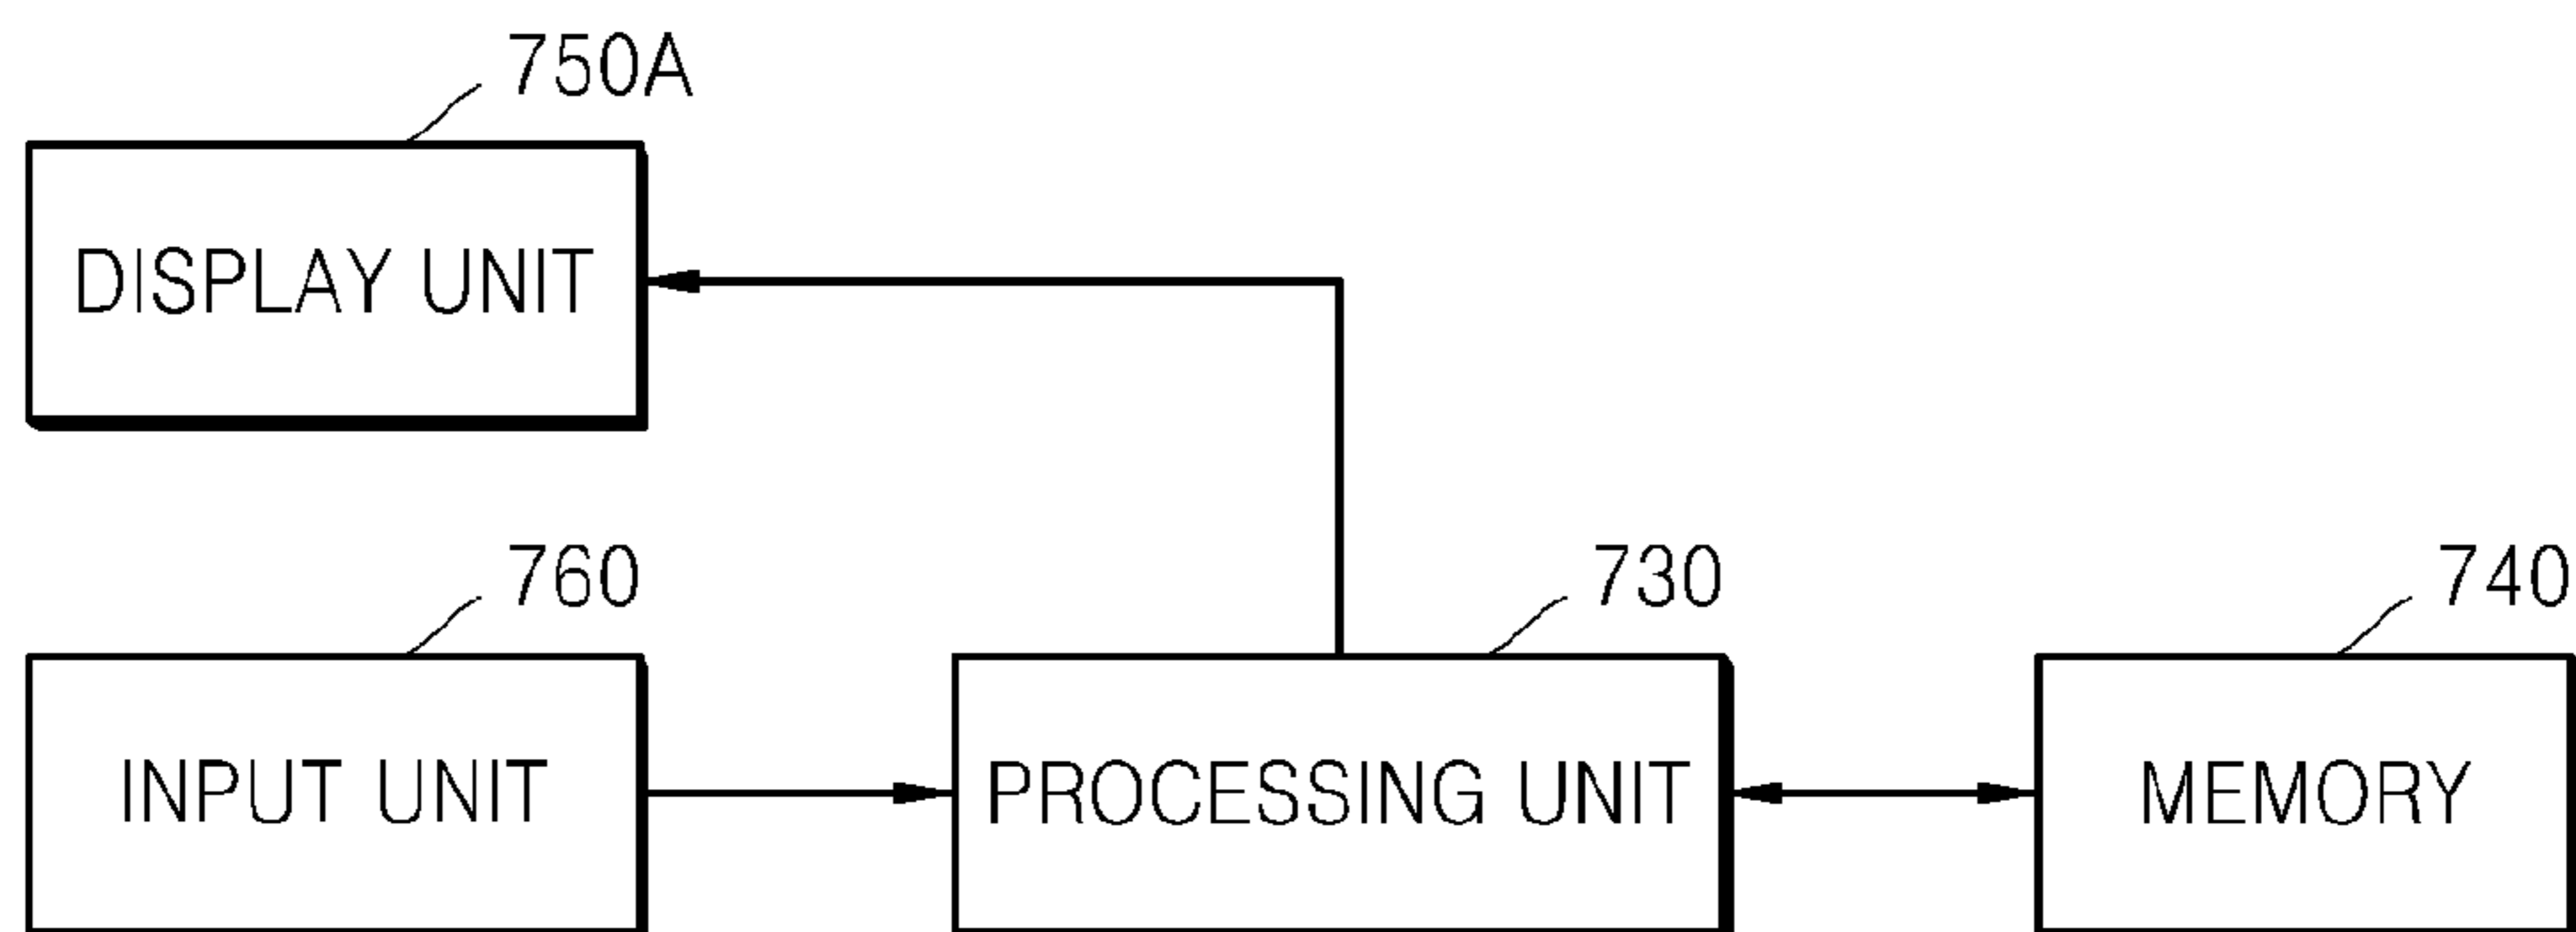 750A
DISPLAY UNIT
760
730
740
INPUT UNIT
PROCESSING UNIT
MEMORY